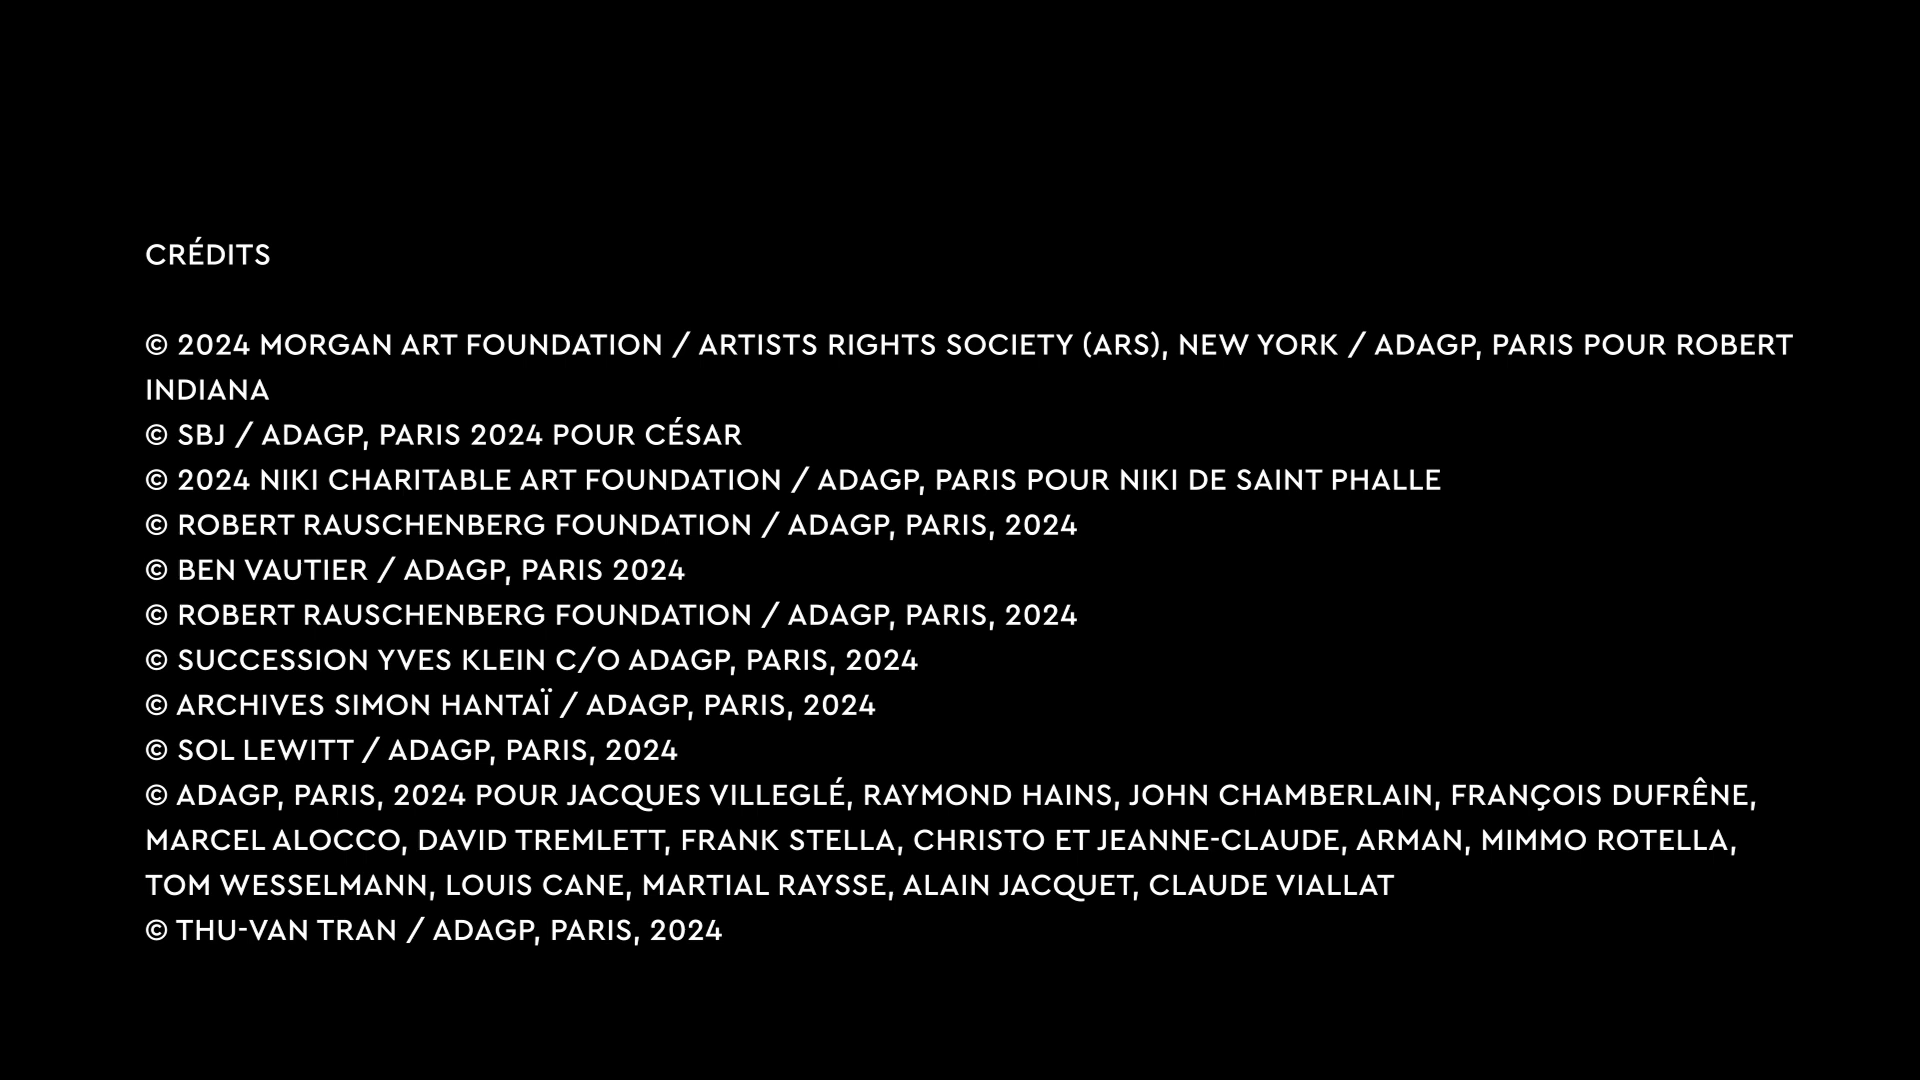 CRÉDITS
© 2024 MORGAN ART FOUNDATION / ARTISTS RIGHTS SOCIETY (ARS), NEW YORK / ADAGP, PARIS POUR ROBERT
INDIANA
© SBJ / ADAGP, PARIS 2024 POUR CÉSAR
© 2024 NIKI CHARITABLE ART FOUNDATION / ADAGP, PARIS POUR NIKI DE SAINT PHALLE
© ROBERT RAUSCHENBERG FOUNDATION / ADAGP, PARIS, 2024
© BEN VAUTIER / ADAGP, PARIS 2024
© ROBERT RAUSCHENBERG FOUNDATION / ADAGP, PARIS, 2024
© SUCCESSION YVES KLEIN C/O ADAGP, PARIS, 2024
© ARCHIVES SIMON HANTAÏ / ADAGP, PARIS, 2024
© SOL LEWITT / ADAGP, PARIS, 2024
© ADAGP, PARIS, 2024 POUR JACQUES VILLEGLÉ, RAYMOND HAINS, JOHN CHAMBERLAIN, FRANÇOIS DUFRÊNE,
MARCEL ALOCCO, DAVID TREMLETT, FRANK STELLA, CHRISTO ET JEANNE-CLAUDE, ARMAN, MIMMO ROTELLA,
TOM WESSELMANN, LOUIS CANE, MARTIAL RAYSSE, ALAIN JACQUET, CLAUDE VIALLAT
© THU-VAN TRAN / ADAGP, PARIS, 2024